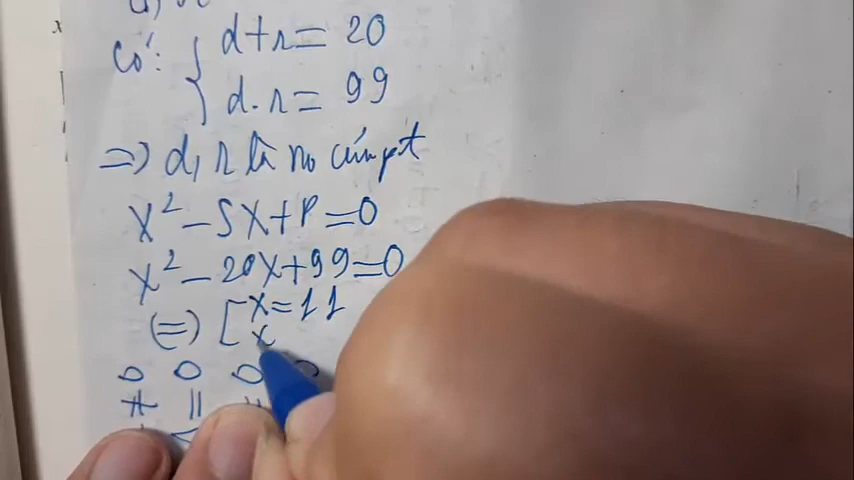 Có: { d+r = 20
d.r = 99
=> d, r là no của pt
X² - SX + P = 0
X² - 20X + 99 = 0
(=) [ X = 11
X